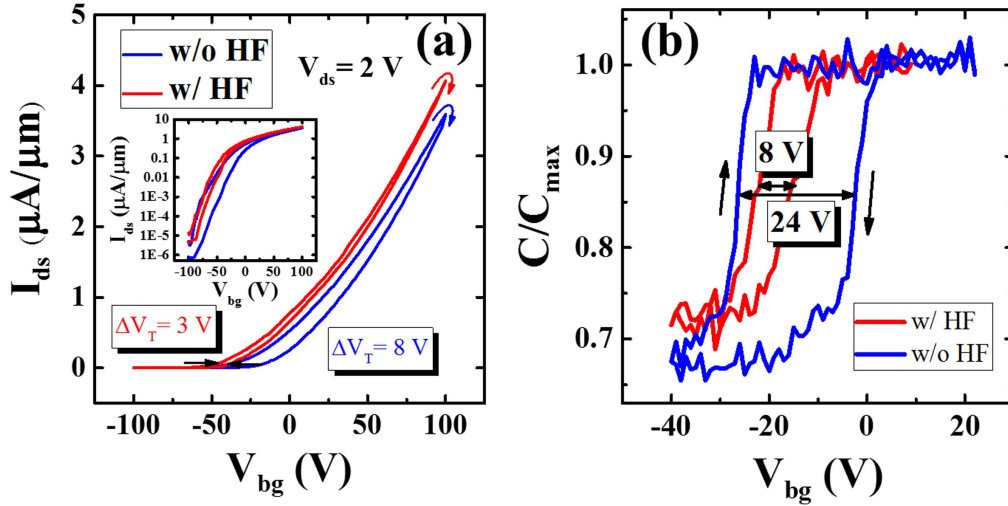 (a)
w/o HF
w/ HF
V_ds = 2 V
I_ds (μA/μm)
5
4
3
2
1
0
-100
-50
0
50
100
V_bg (V)
I_ds (μA/μm)
10
1
0.1
0.01
1E-3
1E-4
1E-5
1E-6
-100
-50
0
50
100
V_bg (V)
ΔV_T= 3 V
ΔV_T= 8 V
(b)
C/C_max
1.0
0.9
0.8
0.7
8 V
24 V
w/ HF
w/o HF
-40
-20
0
20
V_bg (V)